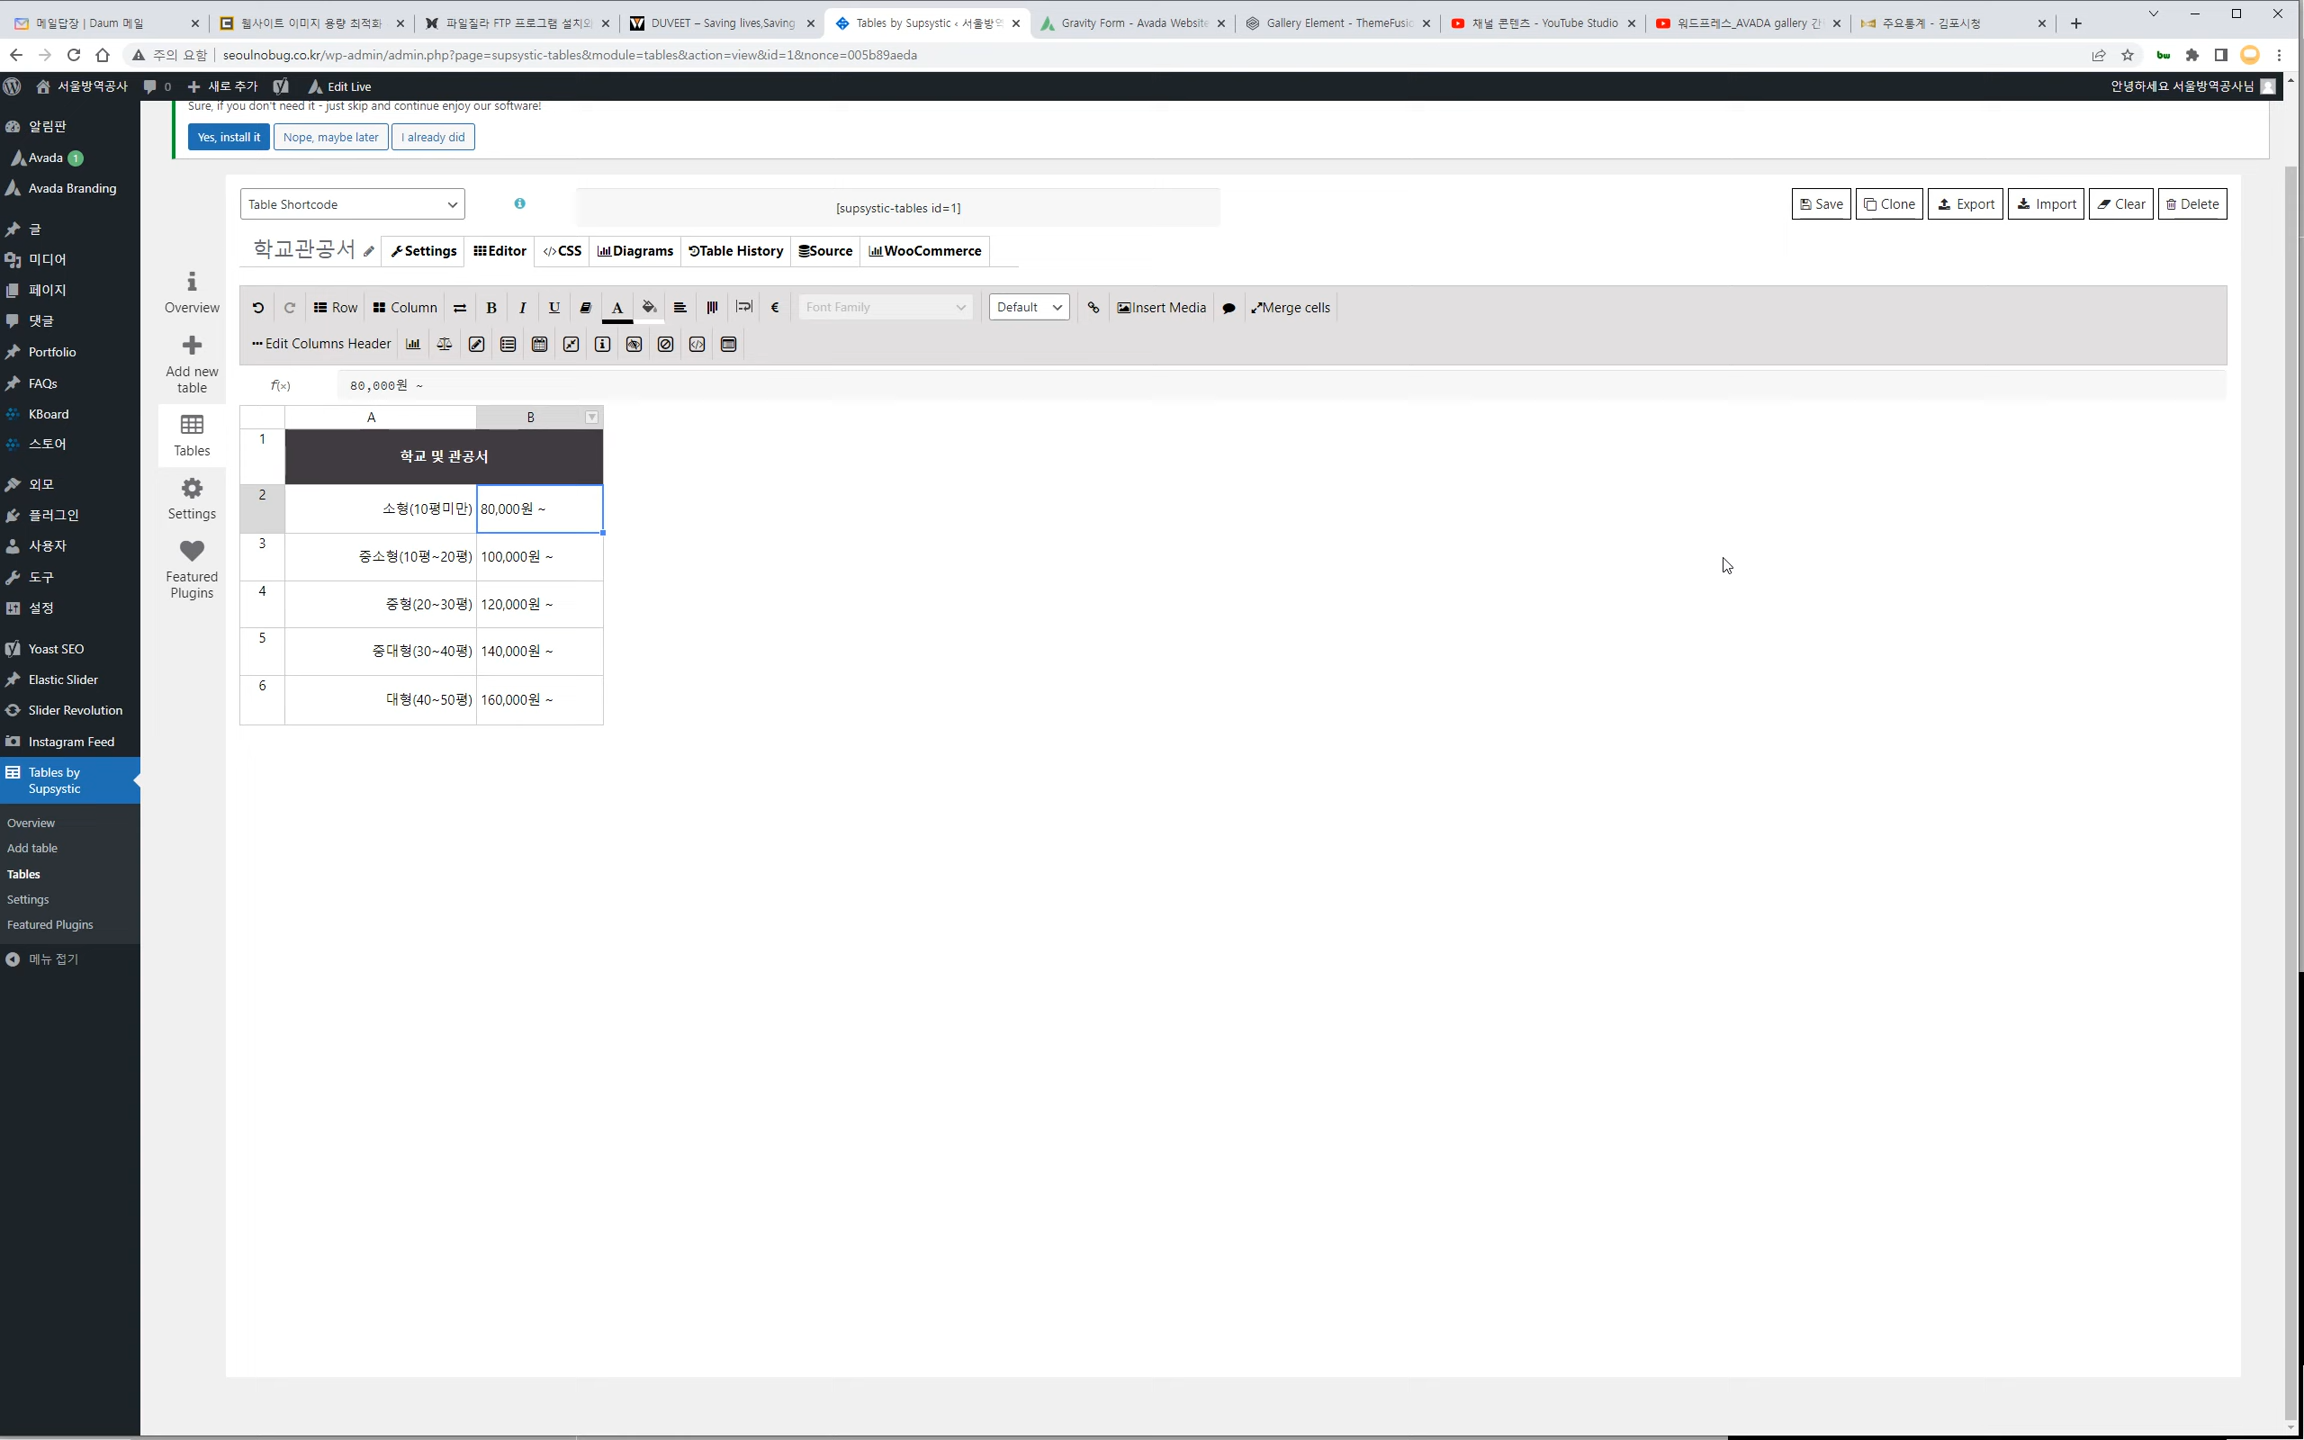 메일답장 | Daum 메일
웹사이트 이미지 용량 최적화
파일질라 FTP 프로그램 설치와
DUVEET – Saving lives,Saving
Tables by Supsystic ‹ 서울방역
Gravity Form - Avada Website
Gallery Element - ThemeFusio
채널 콘텐츠 - YouTube Studio
워드프레스_AVADA gallery 간
주요통계 - 김포시청
주의 요함
seoulnobug.co.kr/wp-admin/admin.php?page=supsystic-tables&module=tables&action=view&id=1&nonce=005b89aeda
서울방역공사
0
새로 추가
Edit Live
안녕하세요 서울방역공사님
알림판
Avada 1
Avada Branding
글
미디어
페이지
댓글
Portfolio
FAQs
KBoard
스토어
외모
플러그인
사용자
도구
설정
Yoast SEO
Elastic Slider
Slider Revolution
Instagram Feed
Tables by
Supsystic
Overview
Add table
Tables
Settings
Featured Plugins
메뉴 접기
Sure, if you don't need it - just skip and continue enjoy our software!
Yes, install it
Nope, maybe later
I already did
Overview
Add new
table
Tables
Settings
Featured
Plugins
Table Shortcode
[supsystic-tables id=1]
Save
Clone
Export
Import
Clear
Delete
학교관공서
Settings
Editor
CSS
Diagrams
Table History
Source
WooCommerce
Row
Column
B
I
U
A
€
Font Family
Default
Insert Media
Merge cells
Edit Columns Header
f(x)
80,000원 ~
A
B
1
학교 및 관공서
2
소형(10평미만)
80,000원 ~
3
중소형(10평~20평)
100,000원 ~
4
중형(20~30평)
120,000원 ~
5
중대형(30~40평)
140,000원 ~
6
대형(40~50평)
160,000원 ~